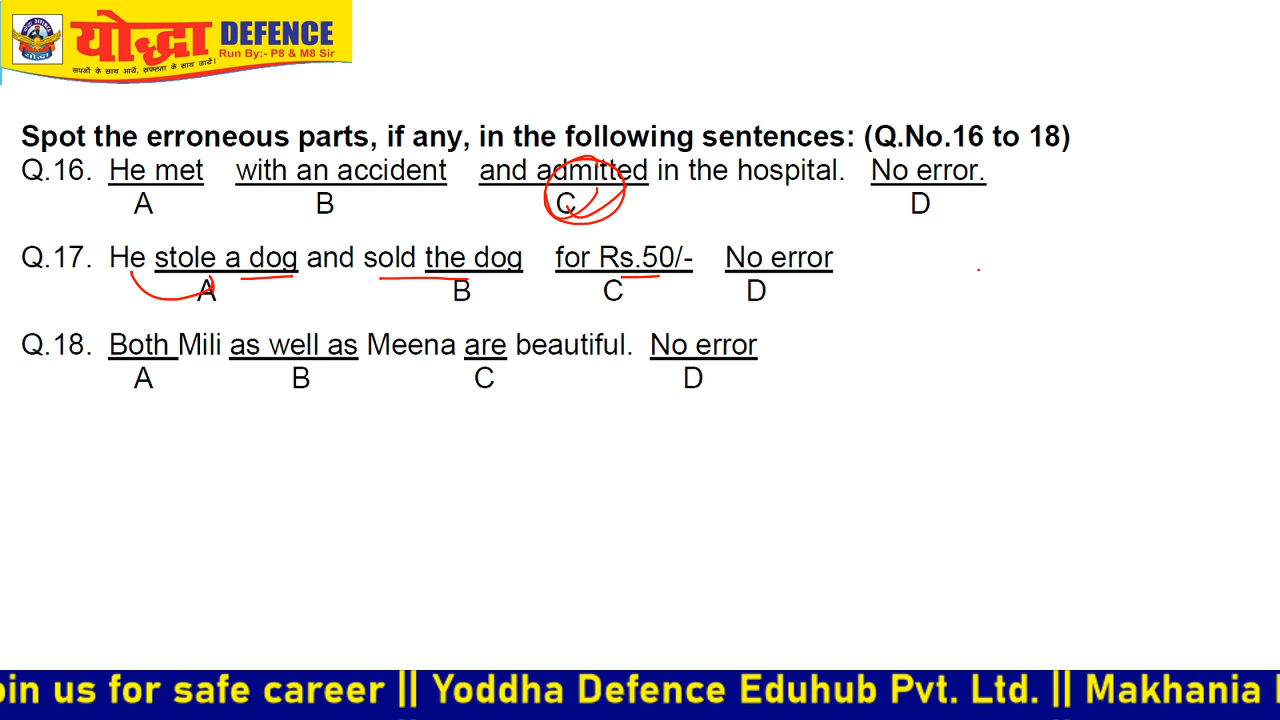 योद्धा DEFENCE
Run By:- P8 & M8 Sir
सपनों के साथ आयें, सफलता के साथ जायें।
Spot the erroneous parts, if any, in the following sentences: (Q.No.16 to 18)
Q.16. He met with an accident and admitted in the hospital. No error.
A B C D
Q.17. He stole a dog and sold the dog for Rs.50/- No error
A B C D
Q.18. Both Mili as well as Meena are beautiful. No error
A B C D
oin us for safe career || Yoddha Defence Eduhub Pvt. Ltd. || Makhania